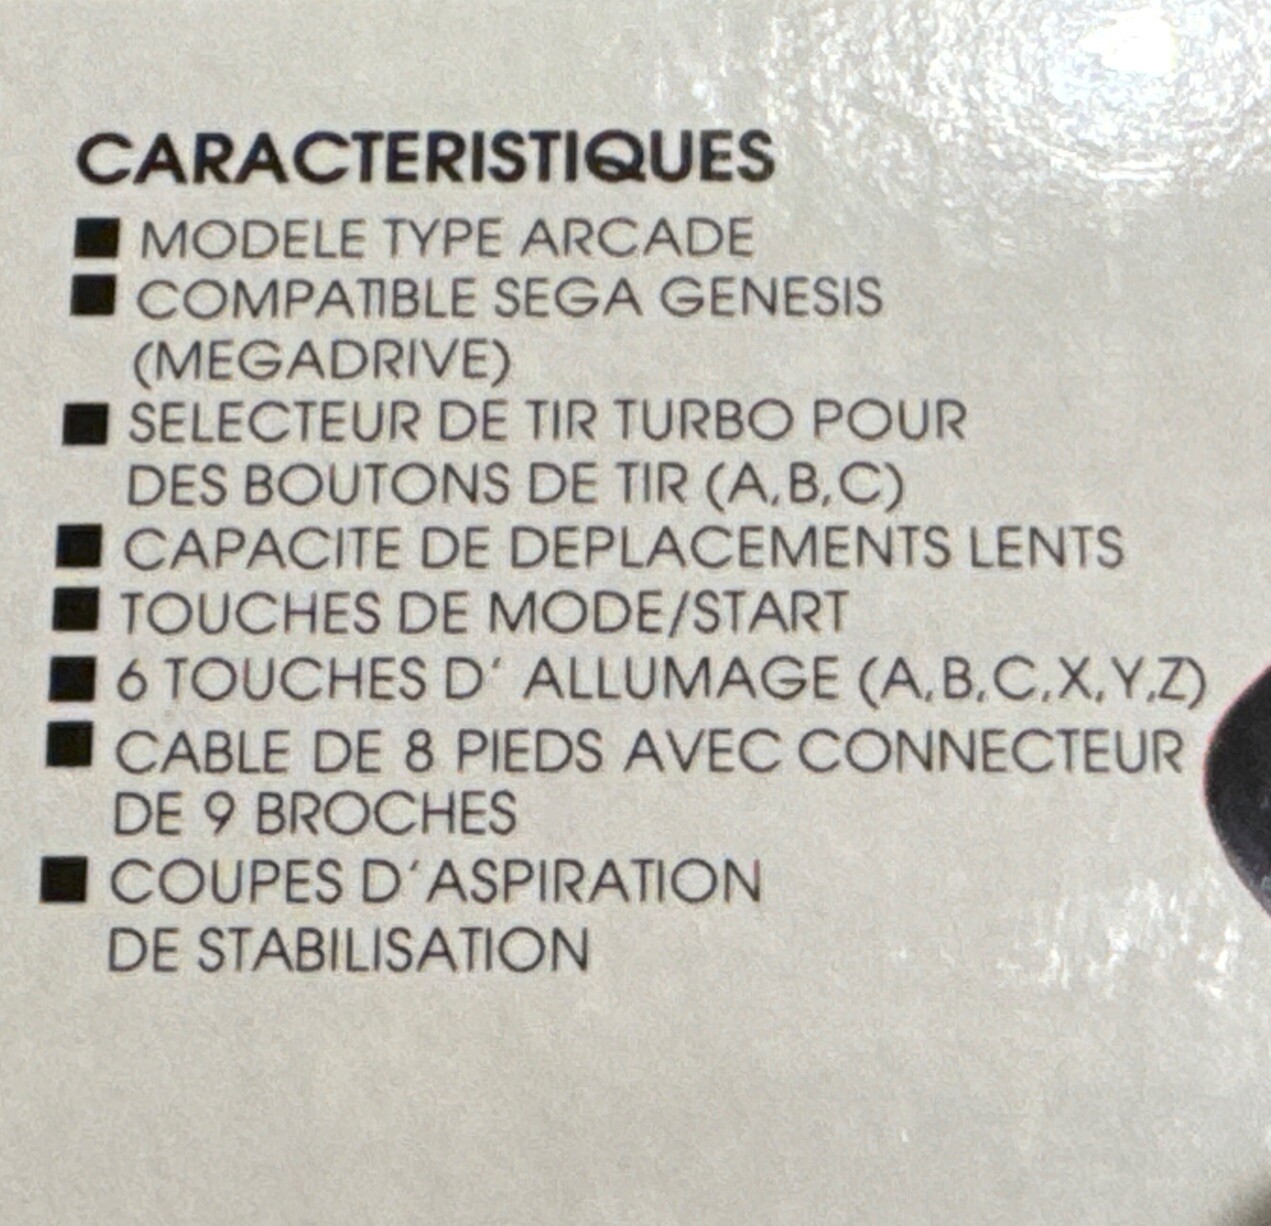 CARACTERISTIQUES
■ MODELE TYPE ARCADE
■ COMPATIBLE SEGA GENESIS
(MEGADRIVE)
■ SELECTEUR DE TIR TURBO POUR
DES BOUTONS DE TIR (A,B,C)
■ CAPACITE DE DEPLACEMENTS LENTS
■ TOUCHES DE MODE/START
■ 6 TOUCHES D' ALLUMAGE (A,B,C,X,Y,Z)
■ CABLE DE 8 PIEDS AVEC CONNECTEUR
DE 9 BROCHES
■ COUPES D'ASPIRATION
DE STABILISATION